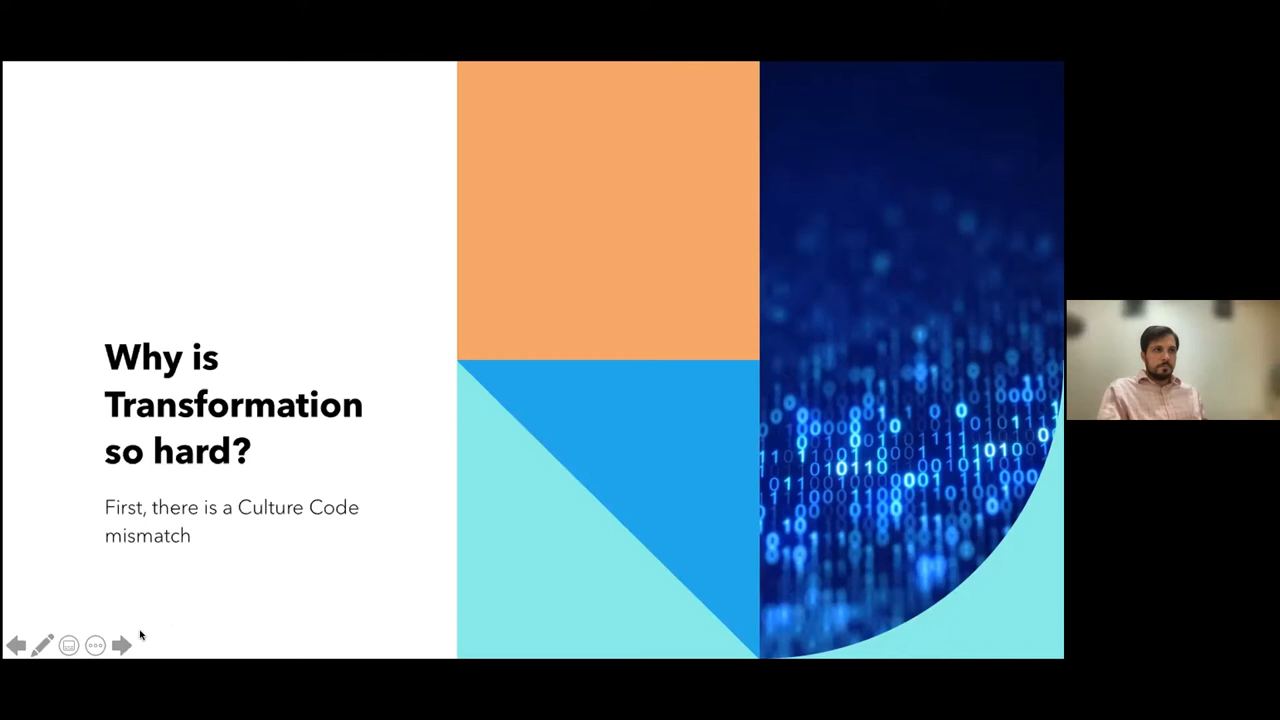 Why is
Transformation
so hard?
First, there is a Culture Code
mismatch